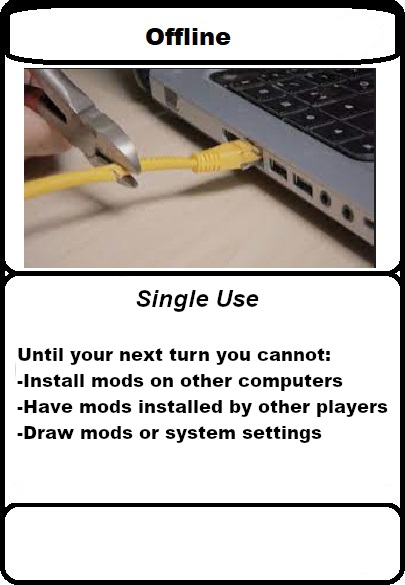 Offline
Single Use
Until your next turn you cannot:
-Install mods on other computers
-Have mods installed by other players
-Draw mods or system settings